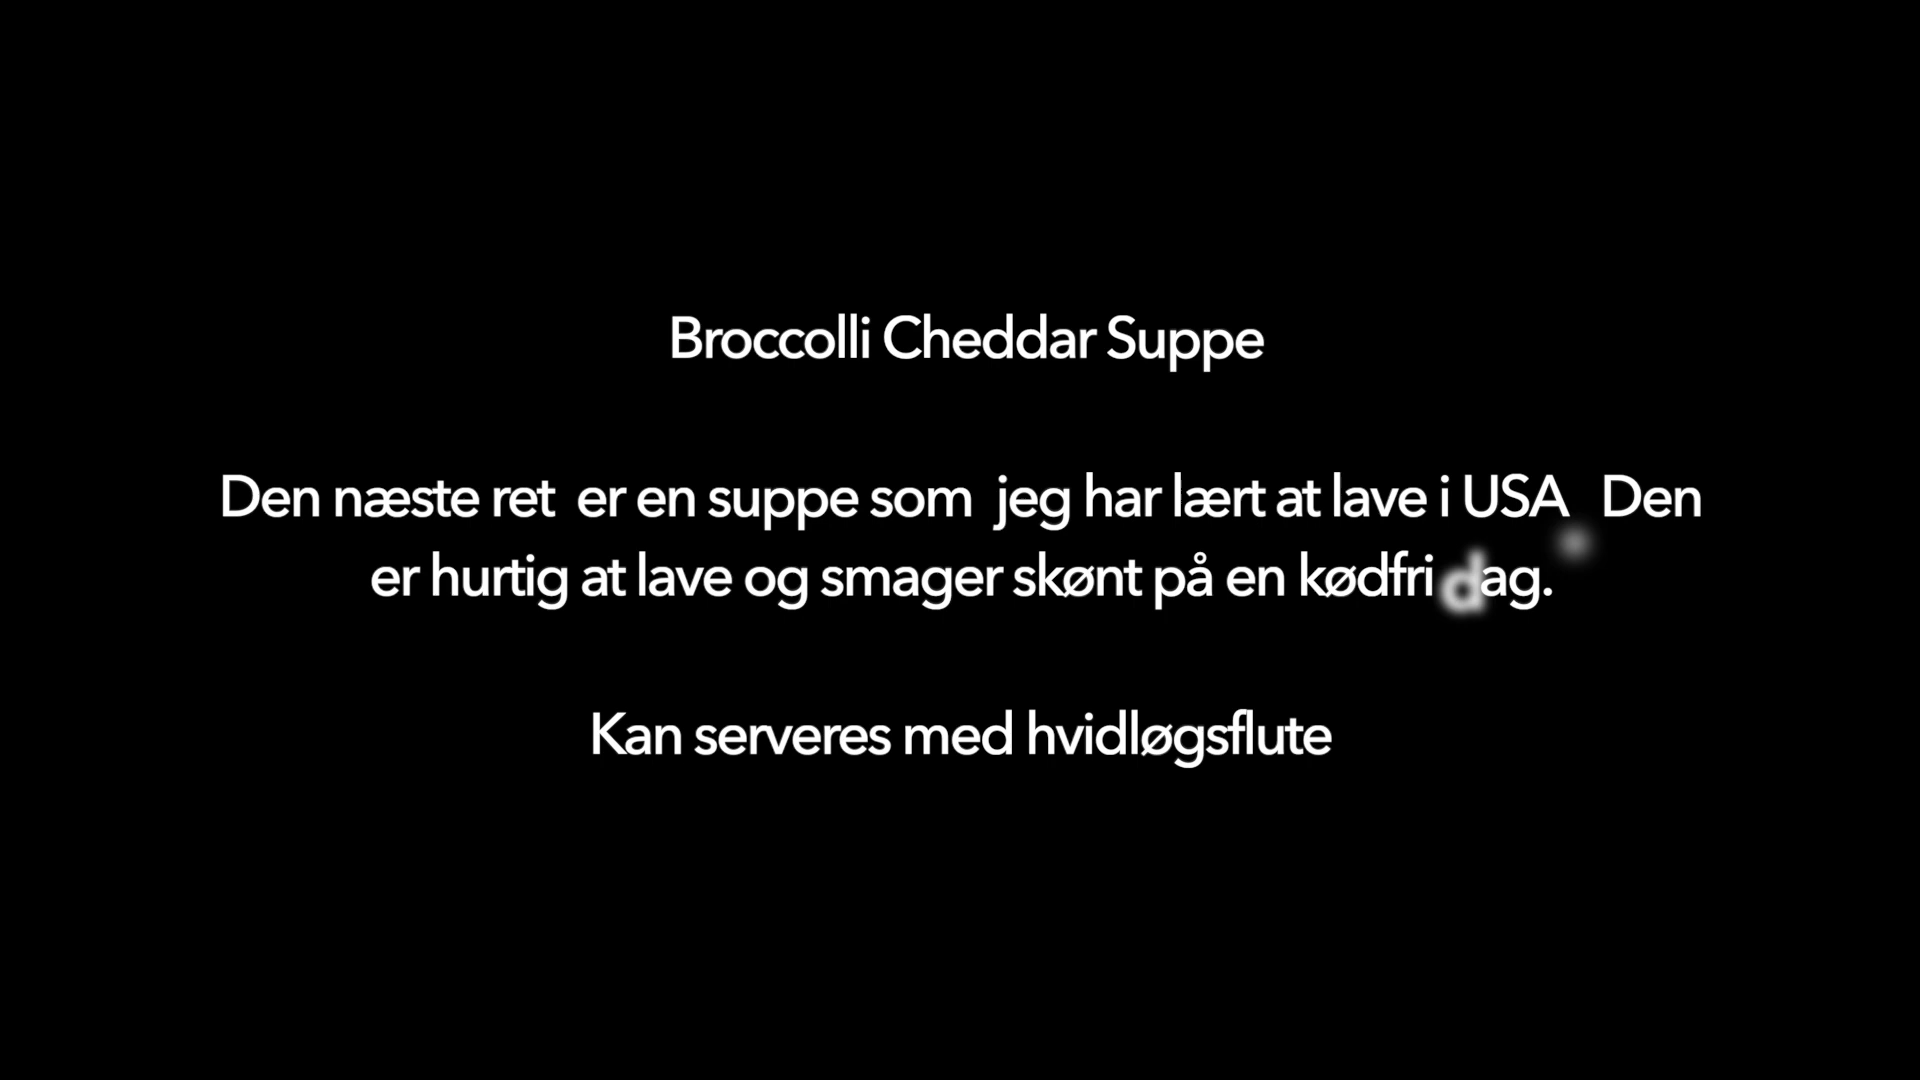 Broccolli Cheddar Suppe
Den næste ret er en suppe som jeg har lært at lave i USA. Den
er hurtig at lave og smager skønt på en kødfri dag.
Kan serveres med hvidløgsflute